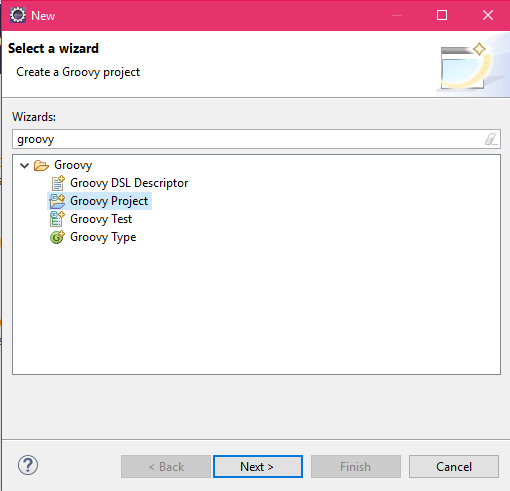 New
Select a wizard
Create a Groovy project
Wizards:
groovy
Groovy
Groovy DSL Descriptor
Groovy Project
Groovy Test
Groovy Type
< Back Next > Finish Cancel